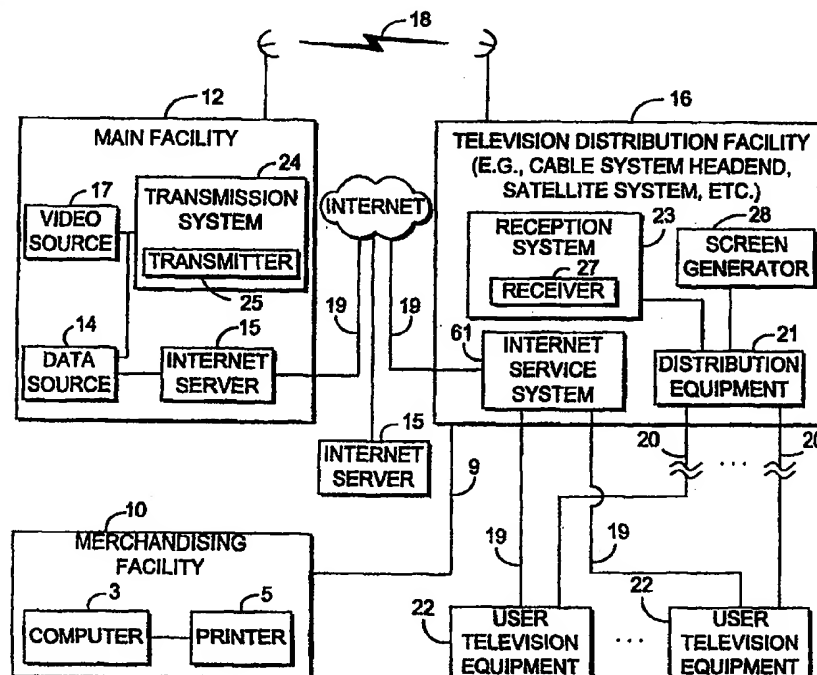 18
12
MAIN FACILITY
24
17
VIDEO
SOURCE
TRANSMISSION
SYSTEM
TRANSMITTER
25
14
DATA
SOURCE
15
INTERNET
SERVER
INTERNET
19
19
15
INTERNET
SERVER
16
TELEVISION DISTRIBUTION FACILITY
(E.G., CABLE SYSTEM HEADEND,
SATELLITE SYSTEM, ETC.)
RECEPTION
SYSTEM
23
27
RECEIVER
28
SCREEN
GENERATOR
61
INTERNET
SERVICE
SYSTEM
21
DISTRIBUTION
EQUIPMENT
20
...
20
9
10
MERCHANDISING
FACILITY
3
COMPUTER
5
PRINTER
19
19
22
USER
TELEVISION
EQUIPMENT
...
22
USER
TELEVISION
EQUIPMENT